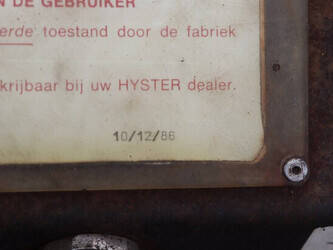 N DE GEBRUIKER
erde toestand door de fabriek
krijbaar bij uw HYSTER dealer.
10/12/86